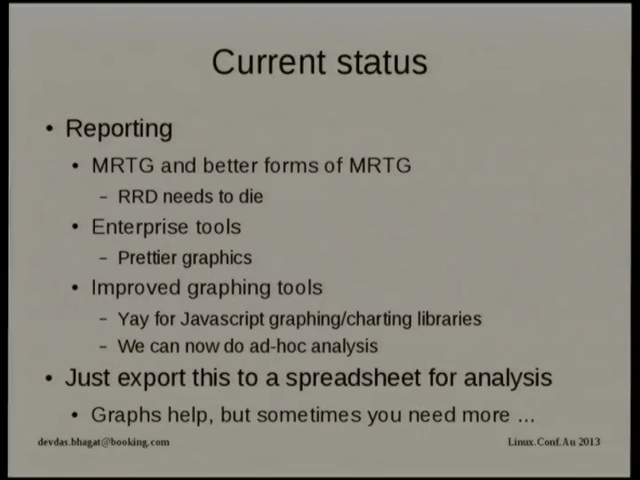 Current status
• Reporting
• MRTG and better forms of MRTG
– RRD needs to die
• Enterprise tools
– Prettier graphics
• Improved graphing tools
– Yay for Javascript graphing/charting libraries
– We can now do ad-hoc analysis
• Just export this to a spreadsheet for analysis
• Graphs help, but sometimes you need more ...
devdas.bhagat@booking.com
Linux.Conf.Au 2013